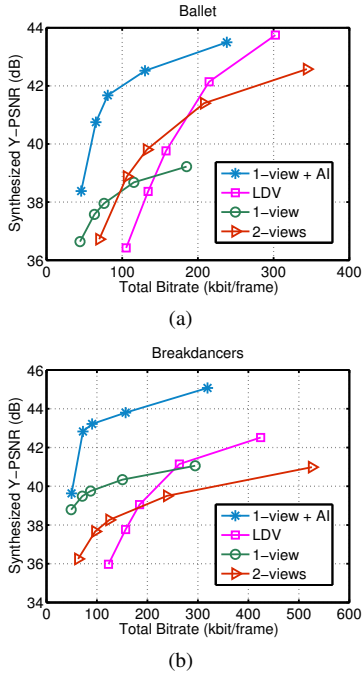 Ballet
Synthesized Y−PSNR (dB)
44
42
40
38
36
0 100 200 300 400
1−view + AI
LDV
1−view
2−views
Total Bitrate (kbit/frame)
(a)
Breakdancers
Synthesized Y−PSNR (dB)
46
44
42
40
38
36
34
0 100 200 300 400 500 600
1−view + AI
LDV
1−view
2−views
Total Bitrate (kbit/frame)
(b)